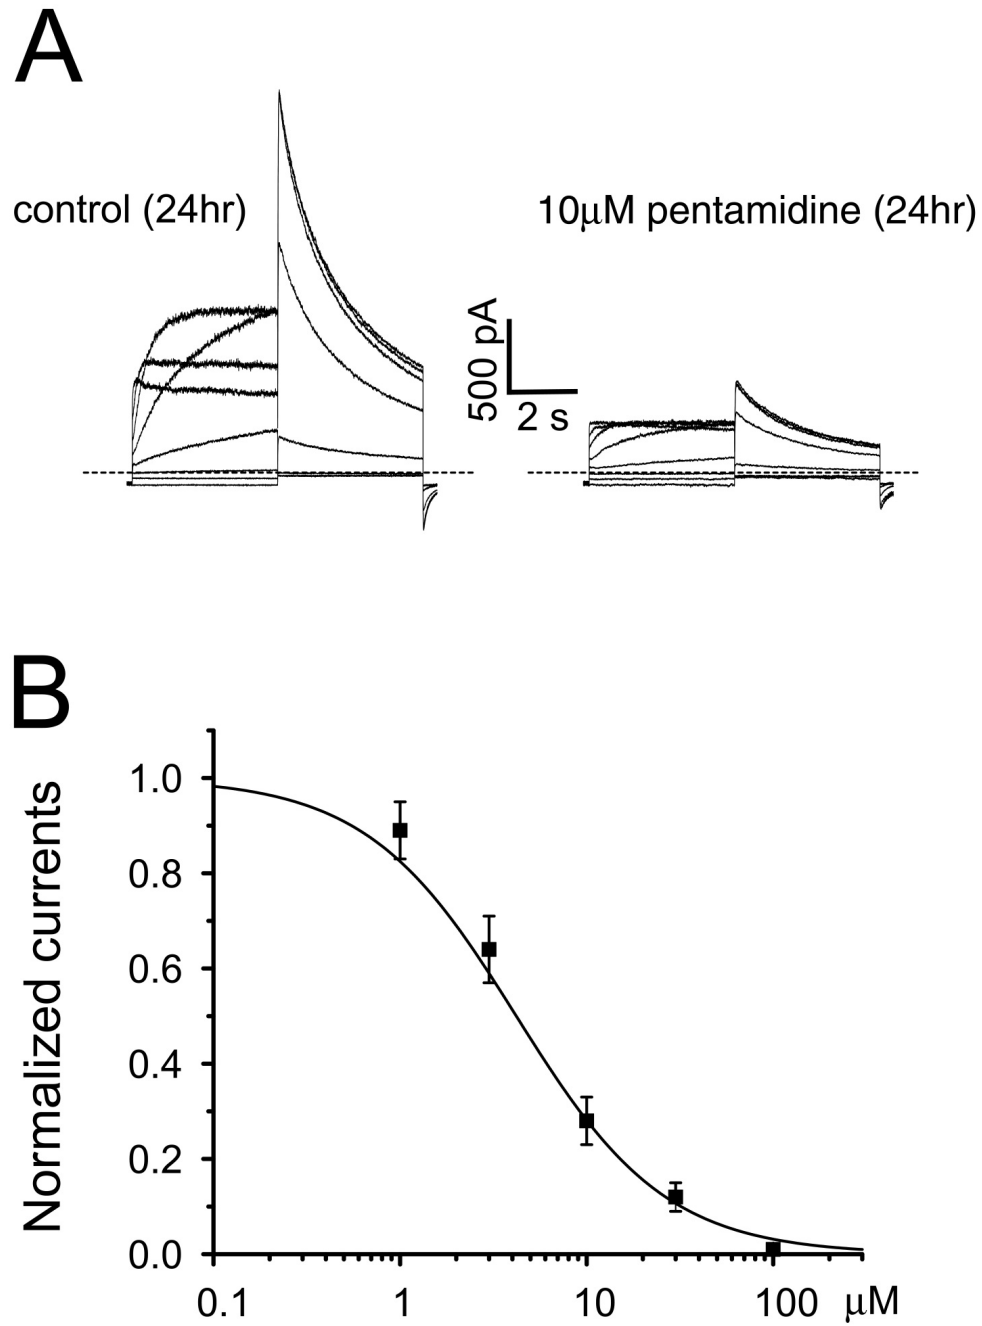 A
control (24hr)
10μM pentamidine (24hr)
500 pA
2 s
B
Normalized currents
1.0
0.8
0.6
0.4
0.2
0.0
0.1 1 10 100 μM